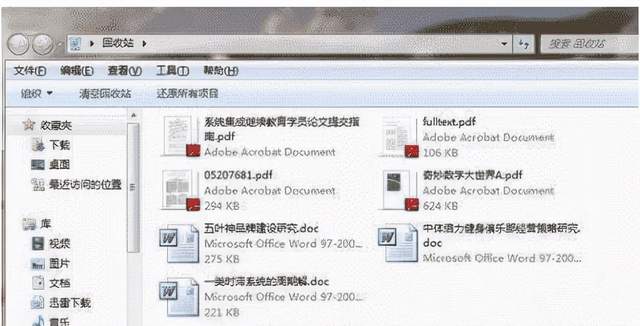 回收站
搜索 回收站
文件(F) 编辑(E) 查看(V) 工具(T) 帮助(H)
组织 清空回收站 还原所有项目
收藏夹
下载
桌面
最近访问的位置
库
视频
图片
文档
迅雷下载
音乐
系统集成继续教育学员论文提交指
南.pdf
Adobe Acrobat Document
fulltext.pdf
Adobe Acrobat Document
106 KB
05207681.pdf
Adobe Acrobat Document
294 KB
奇妙数学大世界A.pdf
Adobe Acrobat Document
624 KB
五叶神品牌建设研究.doc
Microsoft Office Word 97-200...
275 KB
中体倍力健身俱乐部经营策略研究.
doc
Microsoft Office Word 97-200...
一类时滞系统的周期解.doc
Microsoft Office Word 97-200...
221 KB